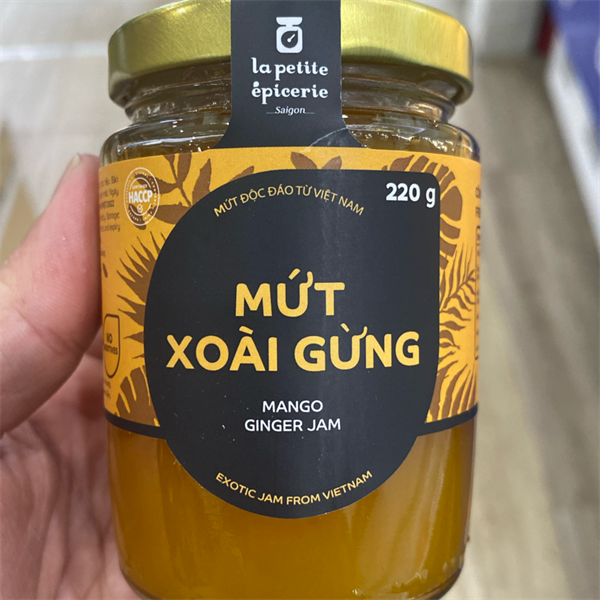 la petite
épicerie
Saigon
HACCP
MỨT ĐỘC ĐÁO TỪ VIỆT NAM
220 g
MỨT
XOÀI GỪNG
MANGO
GINGER JAM
EXOTIC JAM FROM VIETNAM
NO